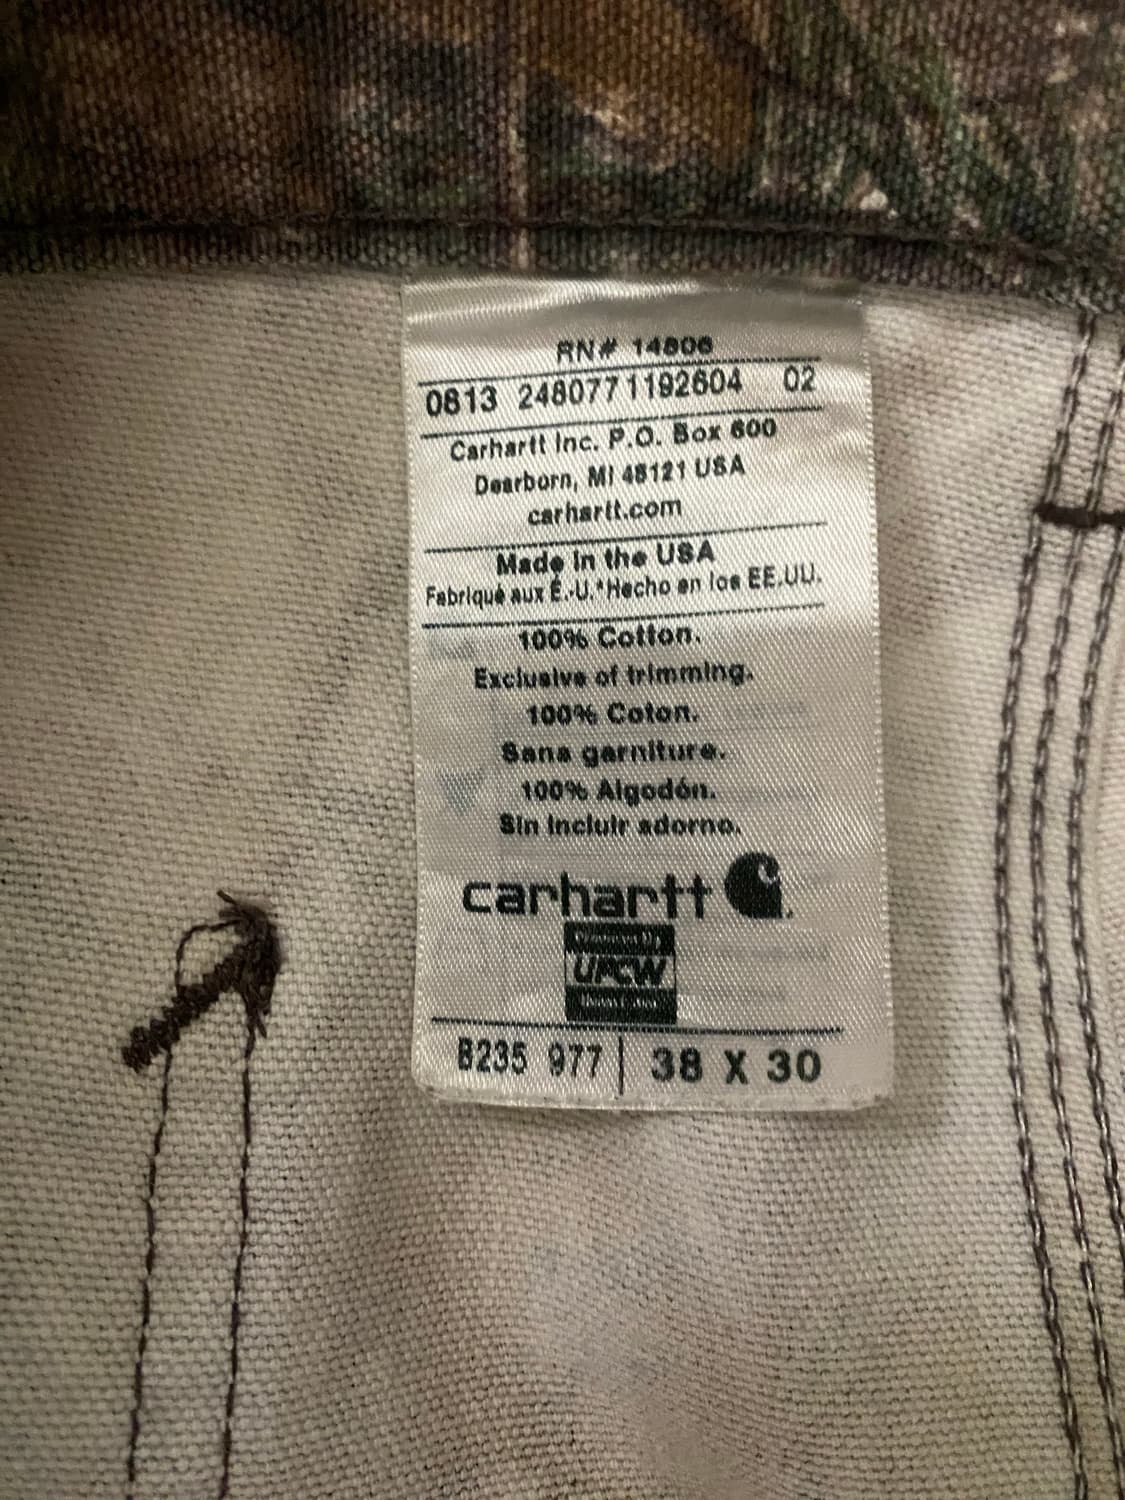 RN# 14806
0813 2480771192604 02
Carhartt Inc. P.O. Box 600
Dearborn, MI 48121 USA
carhartt.com
Made in the USA
Fabriqué aux É.-U.*Hecho en los EE.UU.
100% Cotton.
Exclusive of trimming.
100% Coton.
Sans garniture.
100% Algodón.
Sin incluir adorno.
carhartt
UFCW
B235 977 | 38 X 30